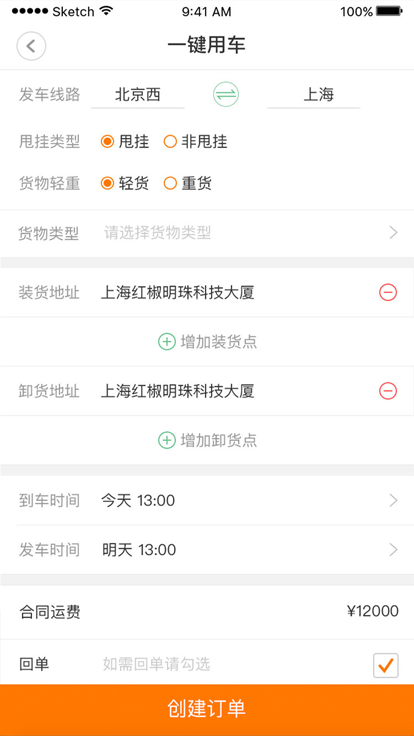 Sketch 9:41 AM 100%
一键用车
发车线路 北京西 上海
甩挂类型 甩挂 非甩挂
货物轻重 轻货 重货
货物类型 请选择货物类型
装货地址 上海红椒明珠科技大厦
增加装货点
卸货地址 上海红椒明珠科技大厦
增加卸货点
到车时间 今天 13:00
发车时间 明天 13:00
合同运费 ¥12000
回单 如需回单请勾选
创建订单